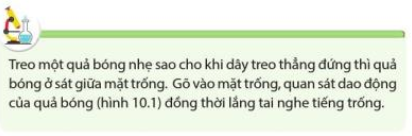 Treo một quả bóng nhẹ sao cho khi dây treo thẳng đứng thì quả
bóng ở sát giữa mặt trống. Gõ vào mặt trống, quan sát dao động
của quả bóng (hình 10.1) đồng thời lắng tai nghe tiếng trống.